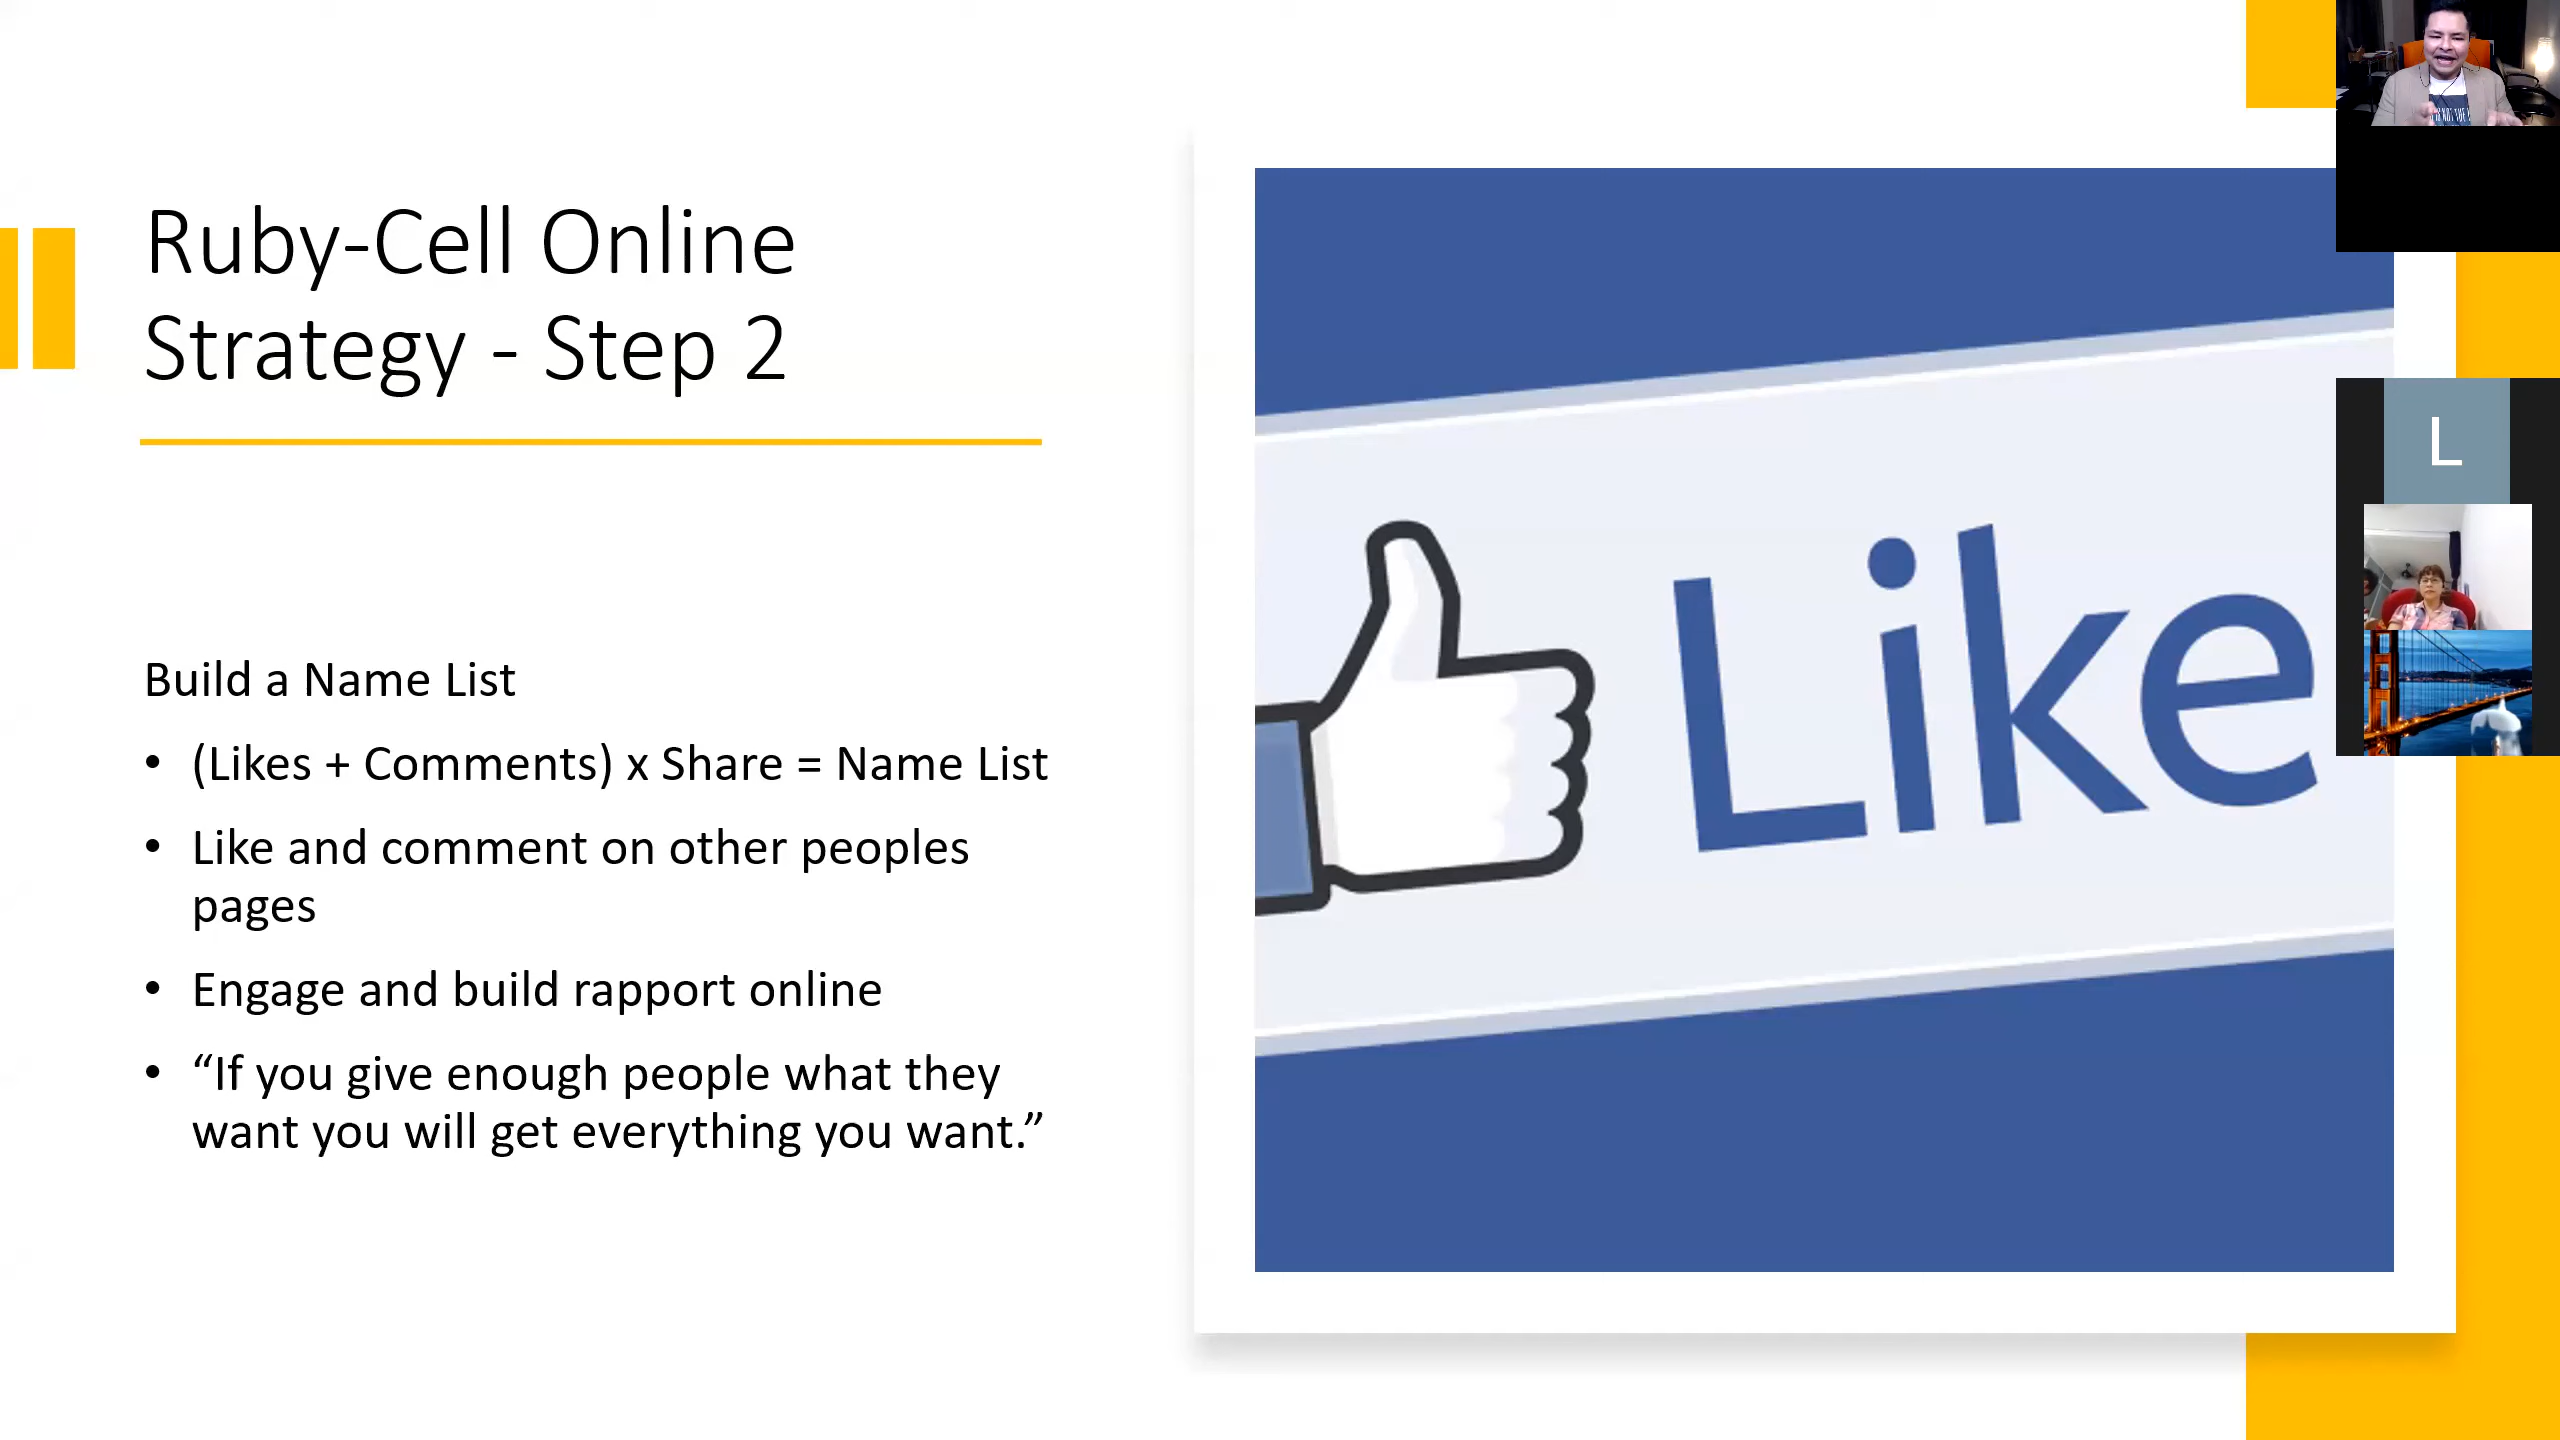 Ruby-Cell Online
Strategy - Step 2
Build a Name List
• (Likes + Comments) x Share = Name List
• Like and comment on other peoples
pages
• Engage and build rapport online
• “If you give enough people what they
want you will get everything you want.”
Like
L